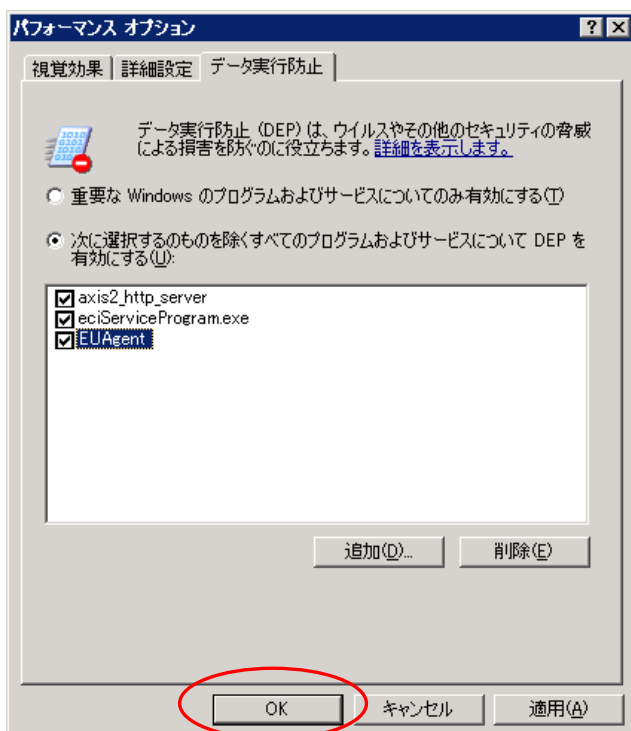 パフォーマンス オプション
視覚効果 詳細設定 データ実行防止
データ実行防止 (DEP) は、ウイルスやその他のセキュリティの脅威
による損害を防ぐのに役立ちます。詳細を表示します。
重要な Windows のプログラムおよびサービスについてのみ有効にする(T)
次に選択するのものを除くすべてのプログラムおよびサービスについて DEP を
有効にする(U):
axis2_http_server
eciServiceProgram.exe
EUAgent
追加(D)... 削除(E)
OK キャンセル 適用(A)